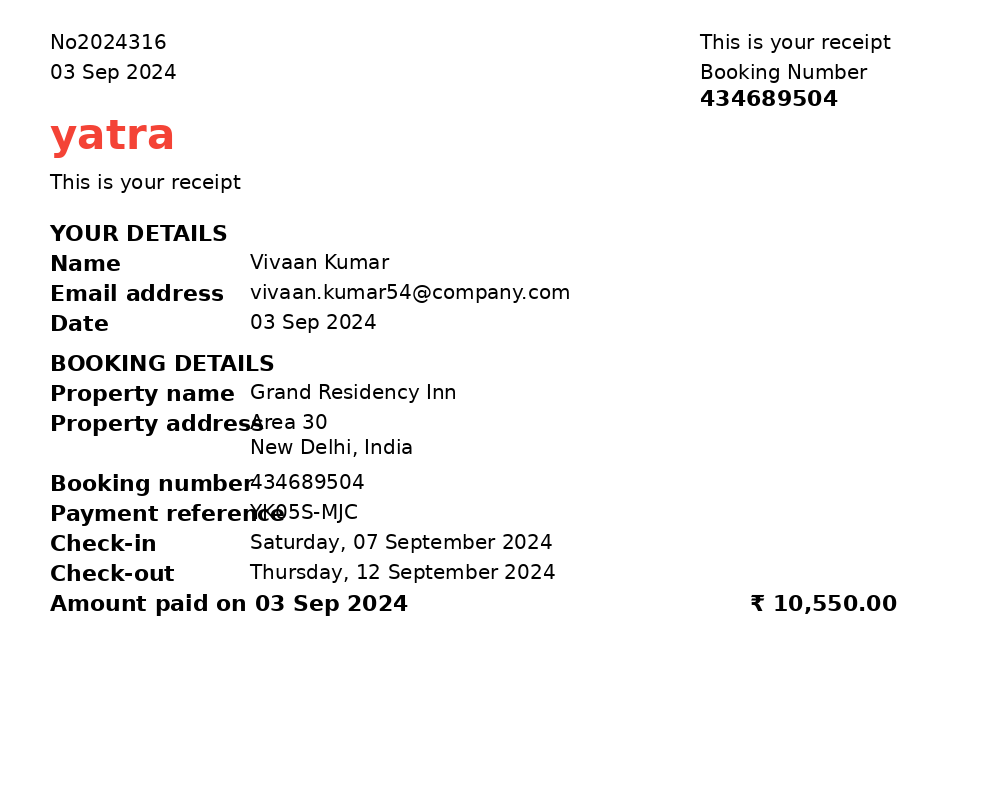 No2024316
03 Sep 2024
This is your receipt
Booking Number
434689504
yatra
This is your receipt
YOUR DETAILS
Name Vivaan Kumar
Email address vivaan.kumar54@company.com
Date 03 Sep 2024
BOOKING DETAILS
Property name Grand Residency Inn
Property address Area 30
New Delhi, India
Booking number 434689504
Payment reference YK05S-MJC
Check-in Saturday, 07 September 2024
Check-out Thursday, 12 September 2024
Amount paid on 03 Sep 2024 ₹ 10,550.00